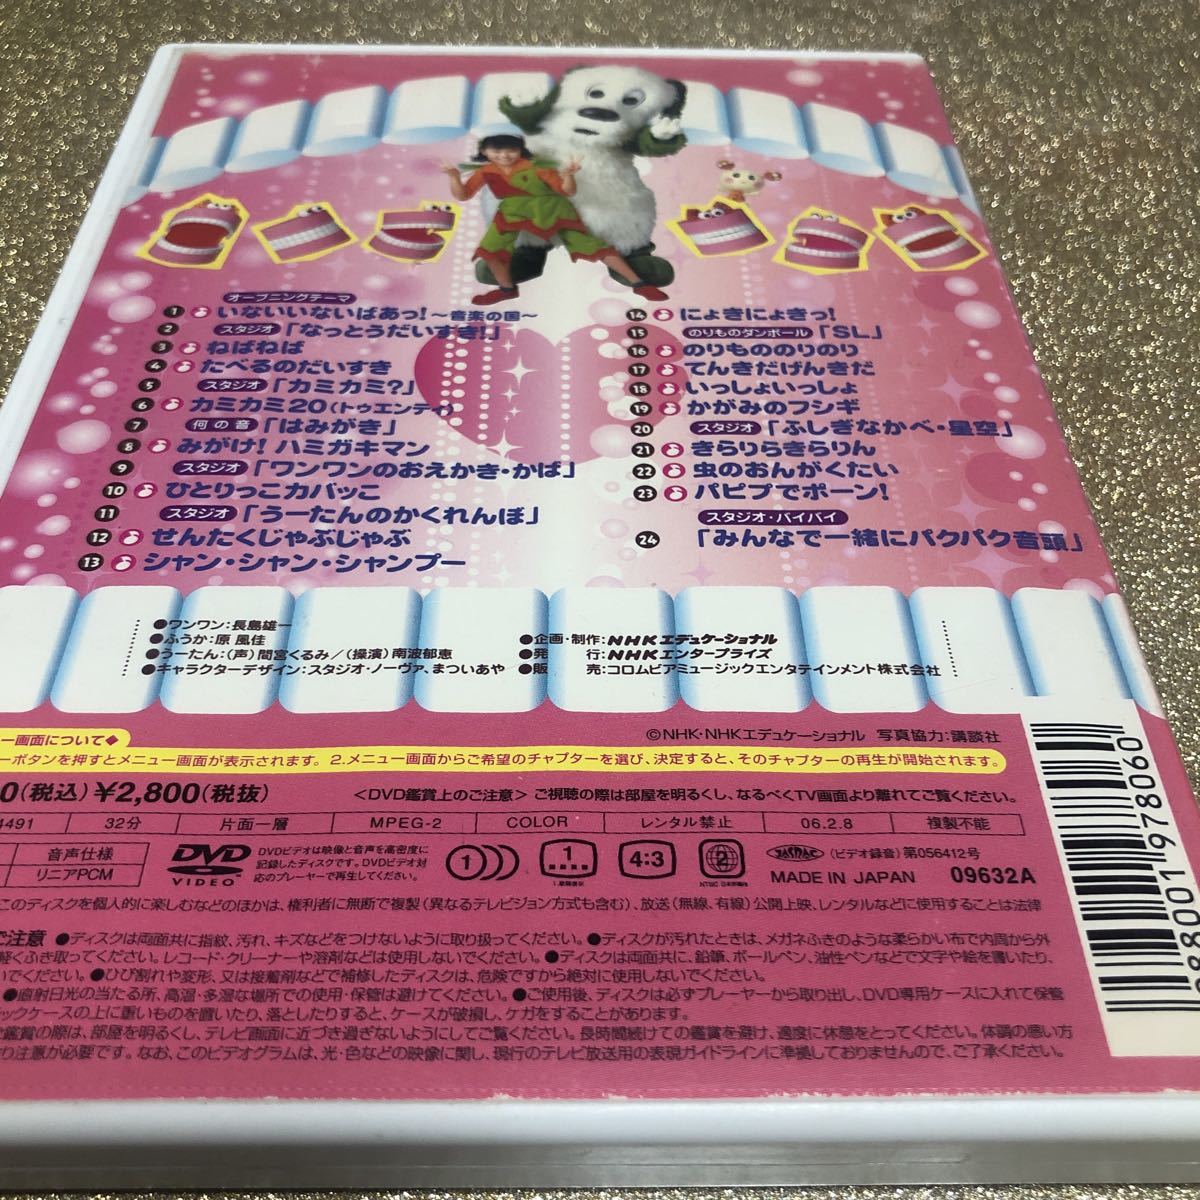 オープニングテーマ
1 いないいないばあっ!～音楽の国～
2 スタジオ「なっとうだいすき!」
3 ねばねば
4 たべるのだいすき
5 スタジオ「カミカミ?」
6 カミカミ20(トゥエンティ)
7 何の音「はみがき」
8 みがけ!ハミガキマン
9 スタジオ「ワンワンのおえかき・かば」
10 ひとりっこカバッこ
11 スタジオ「うーたんのかくれんぼ」
12 せんたくじゃぶじゃぶ
13 シャン・シャン・シャンプー
14 にょきにょきっ!
15 のりものダンボール「SL」
16 のりもののりのり
17 てんきだげんきだ
18 いっしょいっしょ
19 かがみのフシギ
20 スタジオ「ふしぎなかべ・星空」
21 きらりらきらりん
22 虫のおんがくたい
23 パピプでポーン!
スタジオ・バイバイ
24 「みんなで一緒にパクパク音頭」
●ワンワン:長島雄一
●ふうか:原 風佳
●うーたん:(声)間宮くるみ/(操演)南波郁恵
●キャラクターデザイン:スタジオ・ノーヴァ、まついあや
●企画・制作:NHKエデュケーショナル
●発 行:NHKエンタープライズ
●販 売:コロムビアミュージックエンタテインメント株式会社
©NHK・NHKエデュケーショナル 写真協力:講談社
ー画面について◆
ーボタンを押すとメニュー画面が表示されます。2.メニュー画面からご希望のチャプターを選び、決定すると、そのチャプターの再生が開始されます。
0(税込)¥2,800(税抜)
＜DVD鑑賞上のご注意＞ご視聴の際は部屋を明るくし、なるべくTV画面より離れてご覧ください。
4491 32分 片面一層 MPEG-2 COLOR レンタル禁止 06.2.8 複製不能
音声仕様
リニアPCM
DVD VIDEO
DVDビデオは映像と音声を高密度に
記録したディスクです。DVDビデオ対
応のプレーヤーで再生してください。
1 1 4:3 2
NTSC 日本市場向
JASRAC (ビデオ録音)第056412号
MADE IN JAPAN 09632A
このディスクを個人的に楽しむなどのほかは、権利者に無断で複製(異なるテレビジョン方式も含む)、放送(無線、有線)公開上映、レンタルなどに使用することは法律
ご注意 ●ディスクは両面共に指紋、汚れ、キズなどをつけないように取り扱ってください。●ディスクが汚れたときは、メガネふきのような柔らかい布で内周から外
軽くふき取ってください。レコード・クリーナーや溶剤などは使用しないでください。●ディスクは両面共に、鉛筆、ボールペン、油性ペンなどで文字や絵を書いたり、
いでください。●ひび割れや変形、又は接着剤などで補修したディスクは、危険ですから絶対に使用しないでください。
●直射日光の当たる所、高温・多湿な場所での使用・保管は避けてください。●ご使用後、ディスクは必ずプレーヤーから取り出し、DVD専用ケースに入れて保管
ックケースの上に重いものを置いたり、落としたりすると、ケースが破損し、ケガをすることがあります。
ご鑑賞の際は、部屋を明るくし、テレビ画面に近づき過ぎないようにしてご覧ください。長時間続けての鑑賞を避け、適度に休憩をとってください。体調の悪い方
り注意が必要です。なお、このビデオグラムは、光・色などの映像に関し、現行のテレビ放送用の表現ガイドラインに準拠しておりませんので、ご了承ください。
88001 978060